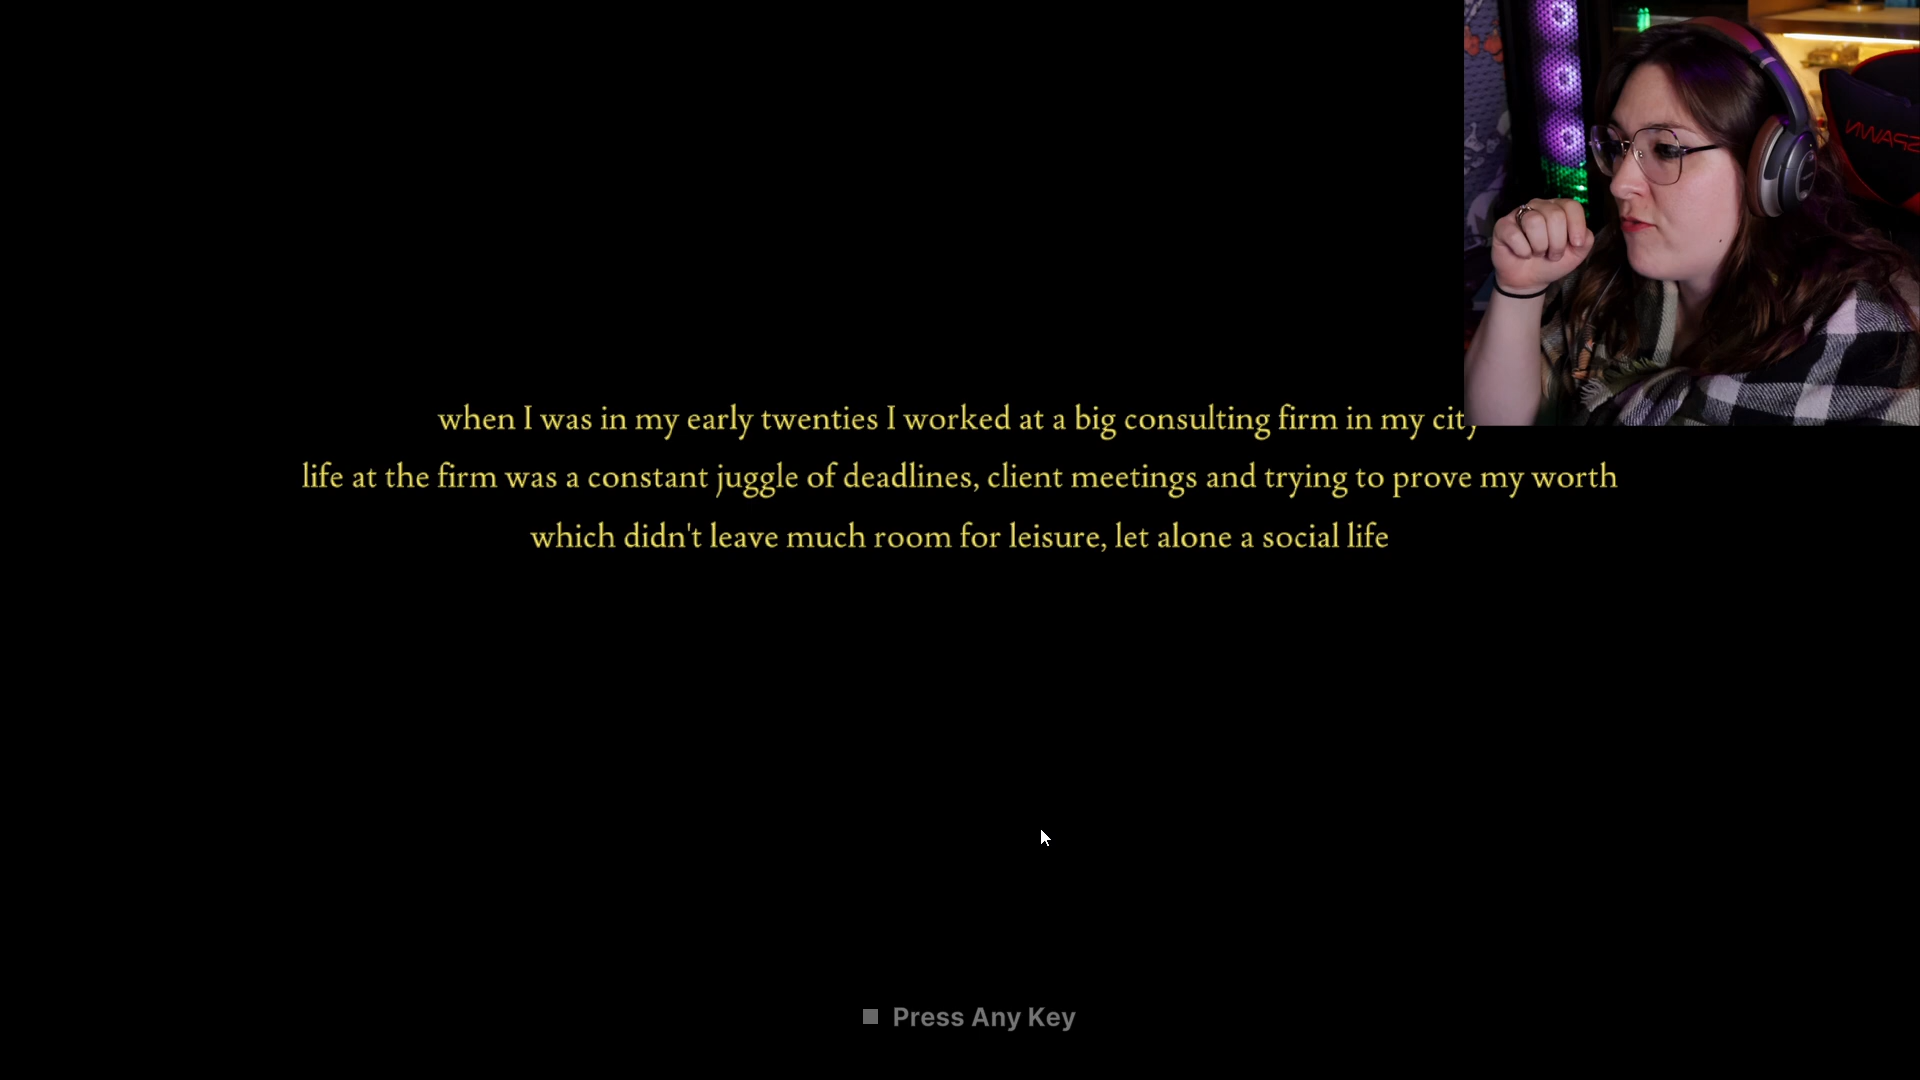 when I was in my early twenties I worked at a big consulting firm in my city
life at the firm was a constant juggle of deadlines, client meetings and trying to prove my worth
which didn't leave much room for leisure, let alone a social life
Press Any Key